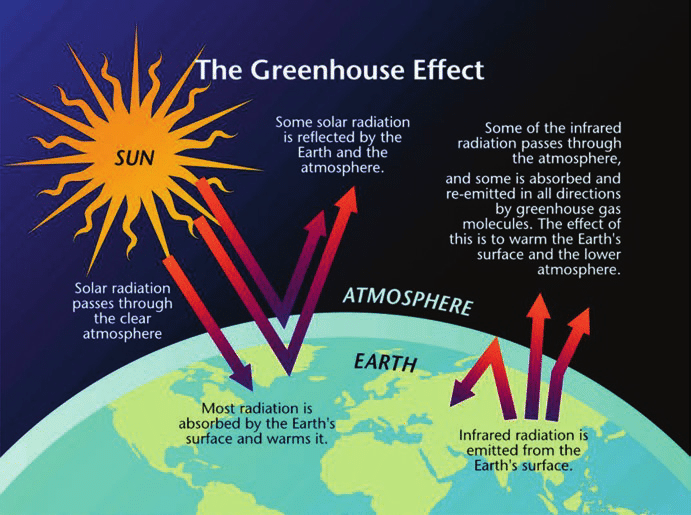 The Greenhouse Effect
SUN
Some solar radiation
is reflected by the
Earth and the
atmosphere.
Some of the infrared
radiation passes through
the atmosphere,
and some is absorbed and
re-emitted in all directions
by greenhouse gas
molecules. The effect of
this is to warm the Earth's
surface and the lower
atmosphere.
Solar radiation
passes through
the clear
atmosphere
ATMOSPHERE
EARTH
Most radiation is
absorbed by the Earth's
surface and warms it.
Infrared radiation is
emitted from the
Earth's surface.